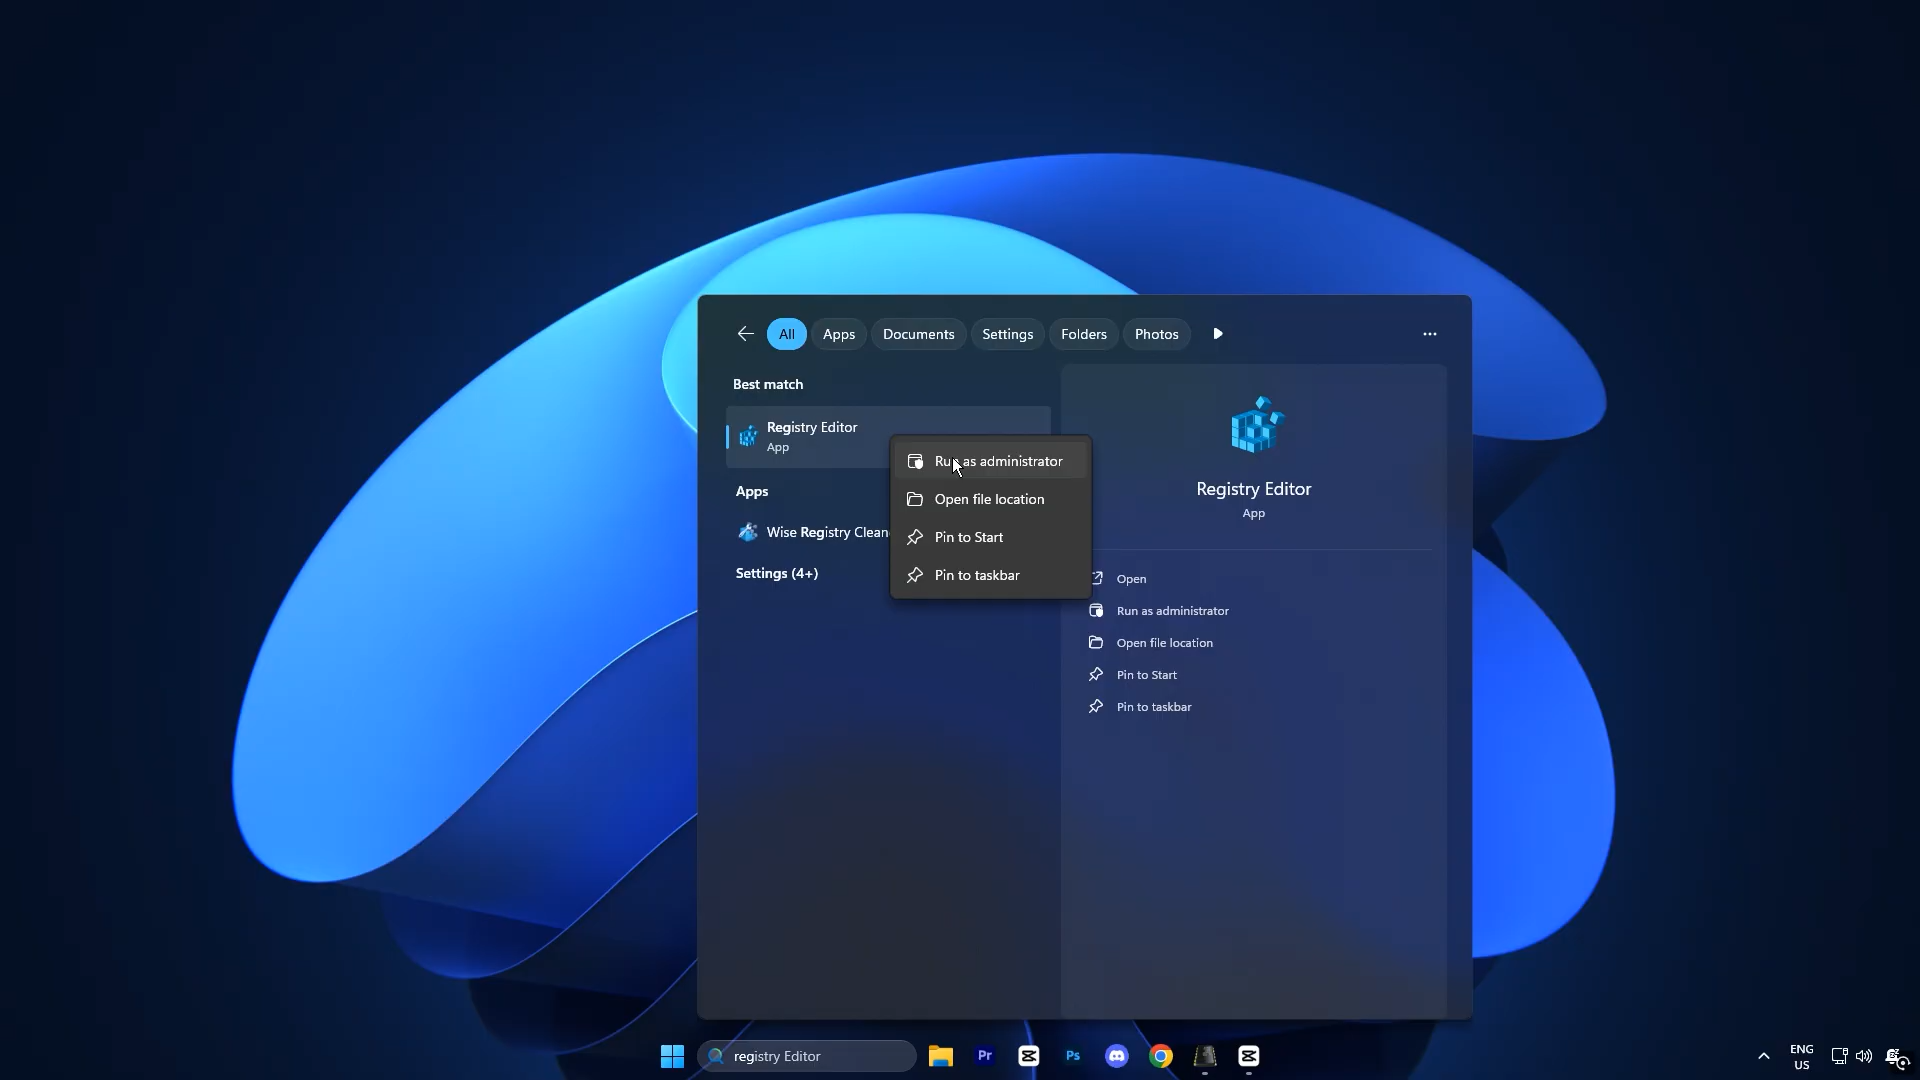 All
Apps
Documents
Settings
Folders
Photos
Best match
Registry Editor
App
Apps
Wise Registry Clean
Settings (4+)
Run as administrator
Open file location
Pin to Start
Pin to taskbar
Registry Editor
App
Open
Run as administrator
Open file location
Pin to Start
Pin to taskbar
registry Editor
Pr
Ps
ENG
US